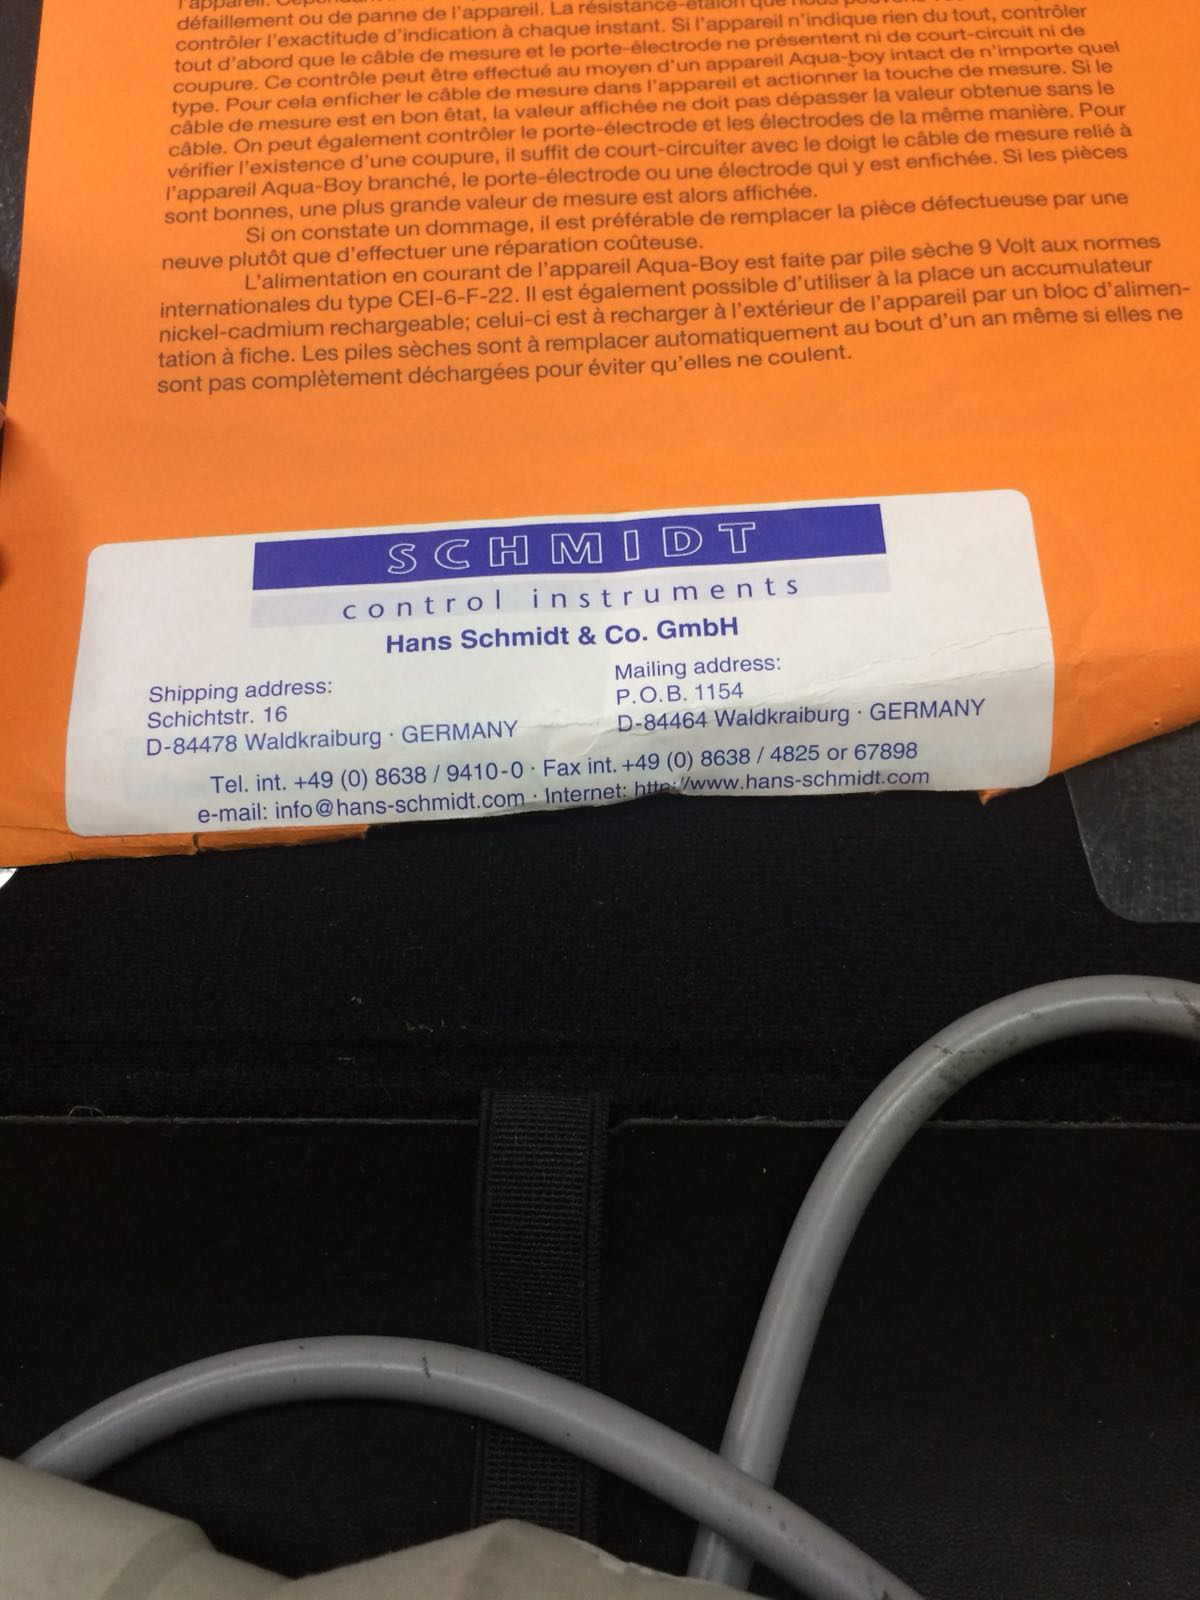 l'appareil. Cependant
défaillement ou de panne de l'appareil. La résistance-étalon que nous pouvons
contrôler l'exactitude d'indication à chaque instant. Si l'appareil n'indique rien du tout, contrôler
tout d'abord que le câble de mesure et le porte-électrode ne présentent ni de court-circuit ni de
coupure. Ce contrôle peut être effectué au moyen d'un appareil Aqua-boy intact de n'importe quel
type. Pour cela enficher le câble de mesure dans l'appareil et actionner la touche de mesure. Si le
câble de mesure est en bon êtat, la valeur affichée ne doit pas dépasser la valeur obtenue sans le
câble. On peut également contrôler le porte-électrode et les électrodes de la même manière. Pour
vérifier l'existence d'une coupure, il suffit de court-circuiter avec le doigt le câble de mesure relié à
l'appareil Aqua-Boy branché, le porte-électrode ou une électrode qui y est enfichée. Si les pièces
sont bonnes, une plus grande valeur de mesure est alors affichée.
Si on constate un dommage, il est préférable de remplacer la pièce défectueuse par une
neuve plutôt que d'effectuer une réparation coûteuse.
L'alimentation en courant de l'appareil Aqua-Boy est faite par pile sèche 9 Volt aux normes
internationales du type CEI-6-F-22. Il est également possible d'utiliser à la place un accumulateur
nickel-cadmium rechargeable; celui-ci est à recharger à l'extérieur de l'appareil par un bloc d'alimen-
tation à fiche. Les piles sèches sont à remplacer automatiquement au bout d'un an même si elles ne
sont pas complètement déchargées pour éviter qu'elles ne coulent.
SCHMIDT
control instruments
Hans Schmidt & Co. GmbH
Shipping address:
Schichtstr. 16
D-84478 Waldkraiburg · GERMANY
Mailing address:
P.O.B. 1154
D-84464 Waldkraiburg · GERMANY
Tel. int. +49 (0) 8638 / 9410-0 · Fax int. +49 (0) 8638 / 4825 or 67898
e-mail: info@hans-schmidt.com · Internet: http://www.hans-schmidt.com